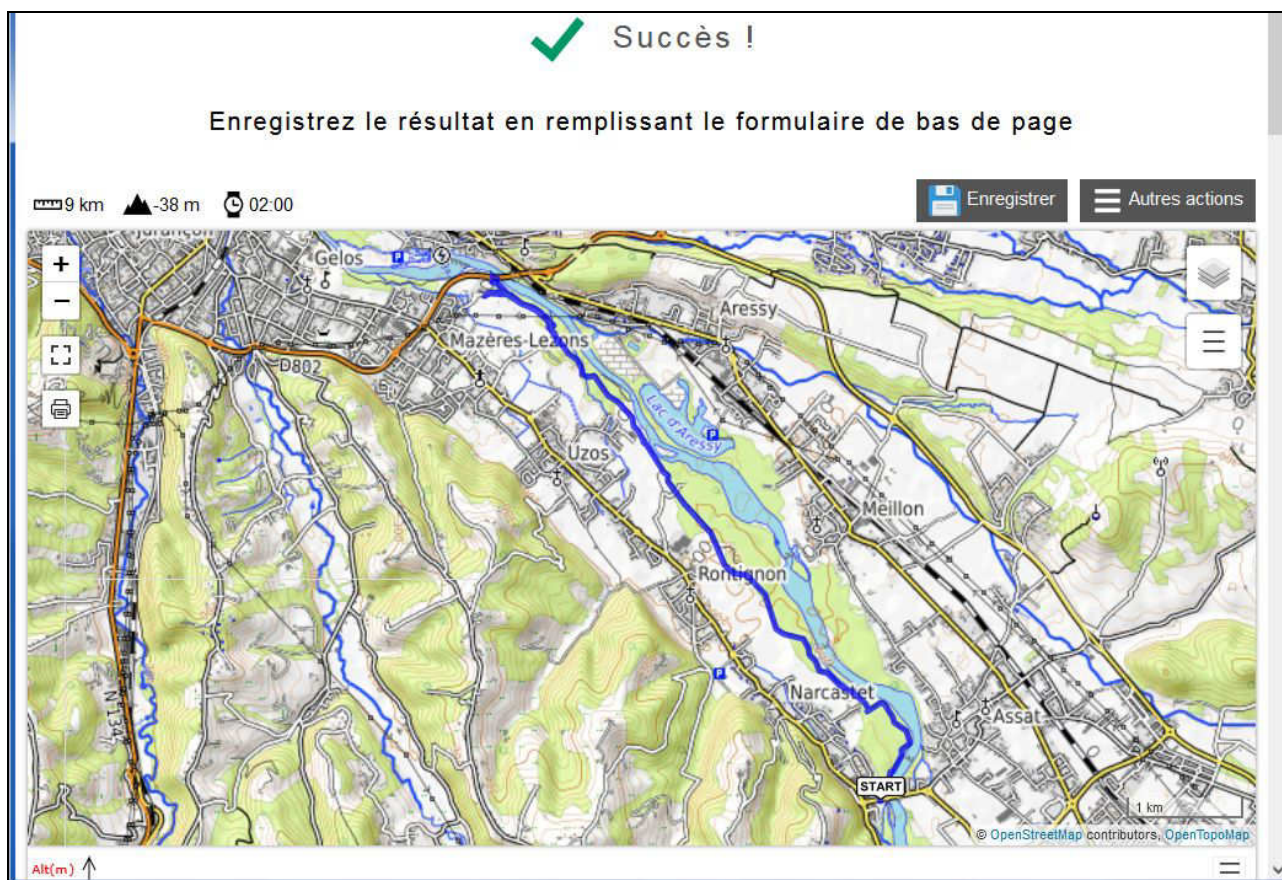 Succès !
Enregistrez le résultat en remplissant le formulaire de bas de page
9 km -38 m 02:00
Enregistrer
Autres actions
+
−
Jurançon
Gelos
Aressy
Mazères-Lezons
D802
Lac d'Aressy
Uzos
Meillon
Rontignon
N 134
Narcastet
Assat
START
1 km
© OpenStreetMap contributors, OpenTopoMap
Alt(m)